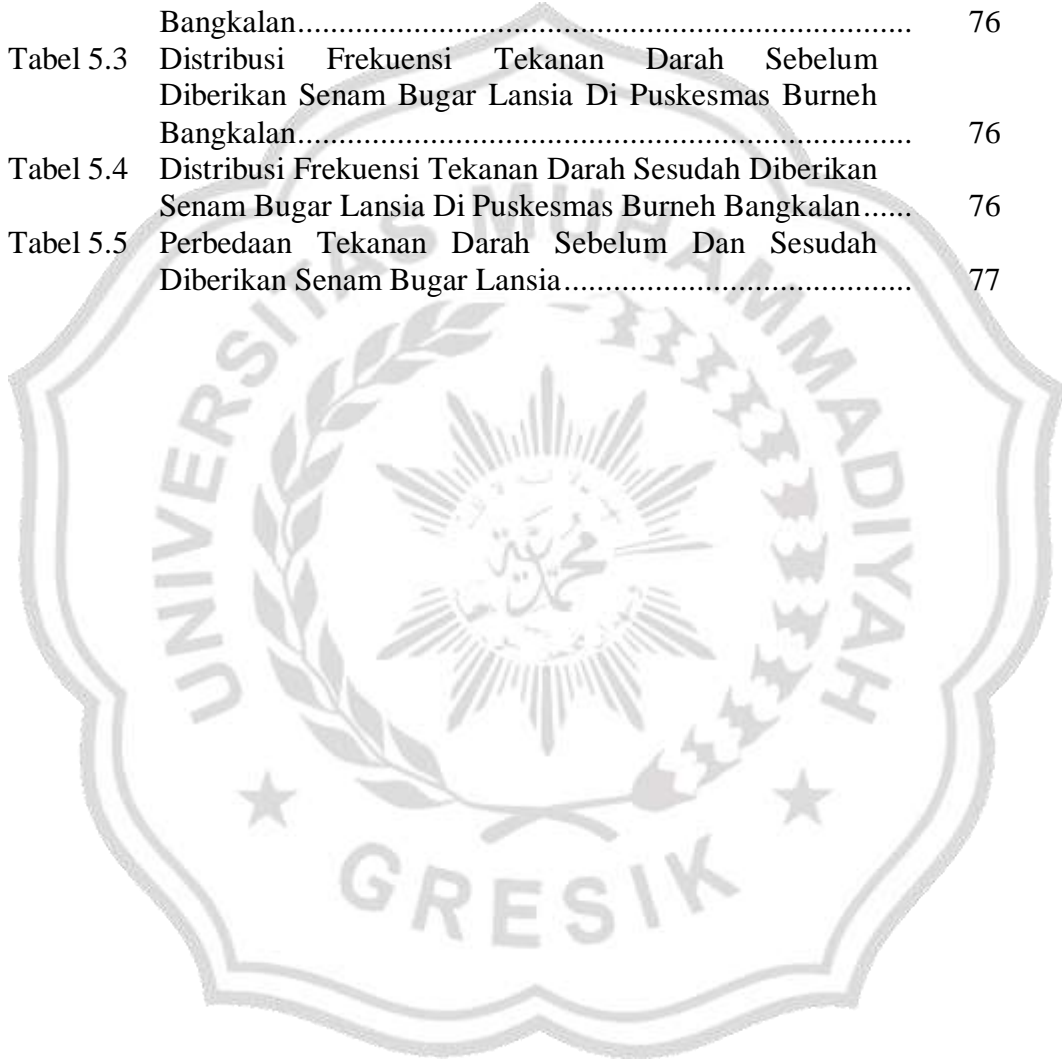 Bangkalan.......................................................................... 76
Tabel 5.3 Distribusi Frekuensi Tekanan Darah Sebelum
Diberikan Senam Bugar Lansia Di Puskesmas Burneh
Bangkalan.......................................................................... 76
Tabel 5.4 Distribusi Frekuensi Tekanan Darah Sesudah Diberikan
Senam Bugar Lansia Di Puskesmas Burneh Bangkalan...... 76
Tabel 5.5 Perbedaan Tekanan Darah Sebelum Dan Sesudah
Diberikan Senam Bugar Lansia.......................................... 77
UNIVERSITAS MUHAMMADIYAH
GRESIK